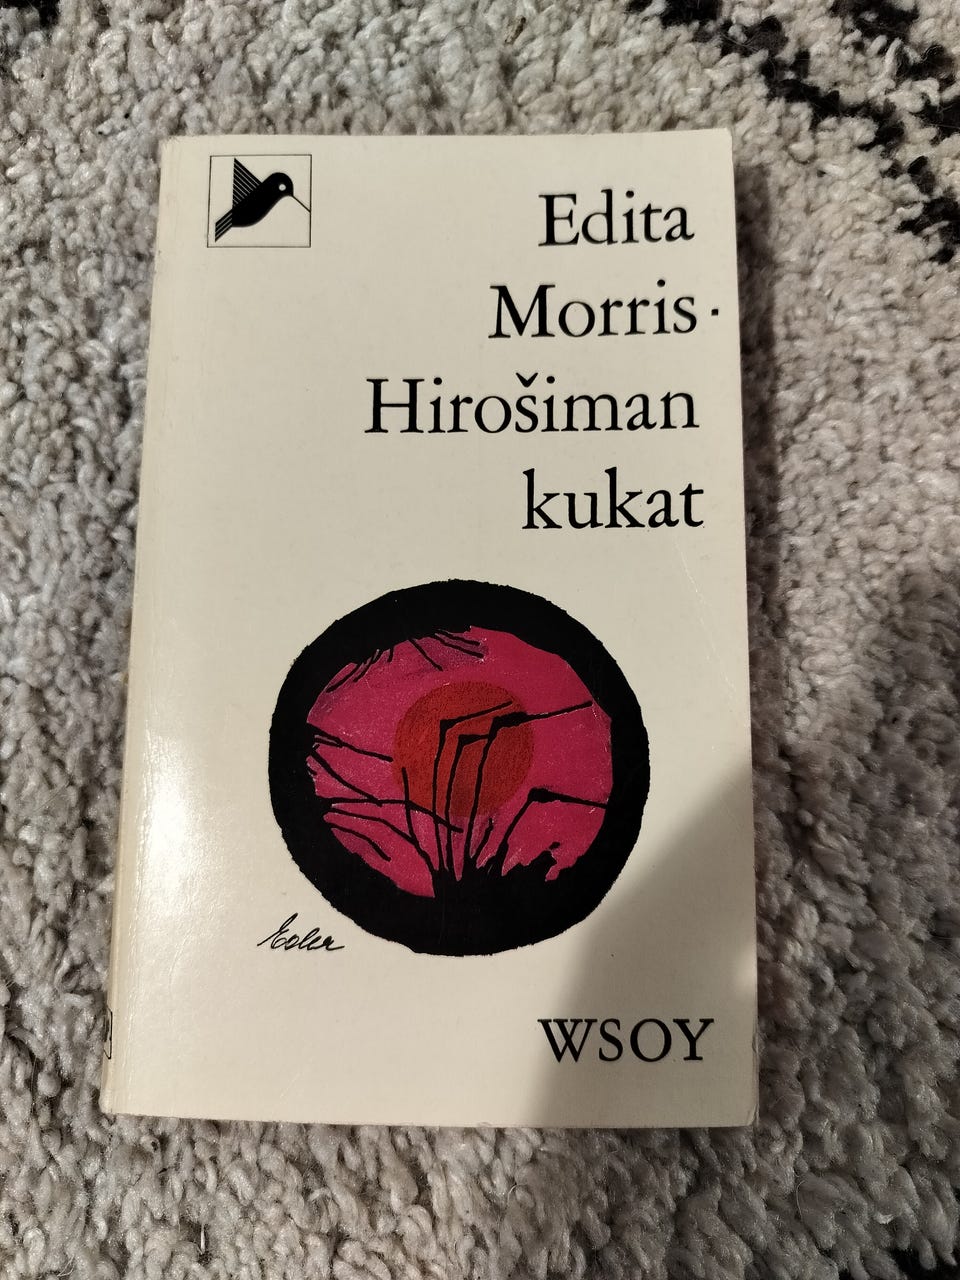 Edita
Morris ·
Hirošiman
kukat
WSOY